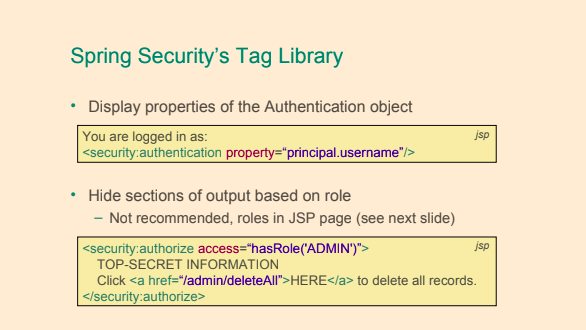 Spring Security’s Tag Library
• Display properties of the Authentication object
You are logged in as: jsp
<security:authentication property=“principal.username”/>
• Hide sections of output based on role
– Not recommended, roles in JSP page (see next slide)
<security:authorize access=“hasRole('ADMIN')”> jsp
TOP-SECRET INFORMATION
Click <a href=“/admin/deleteAll”>HERE</a> to delete all records.
</security:authorize>